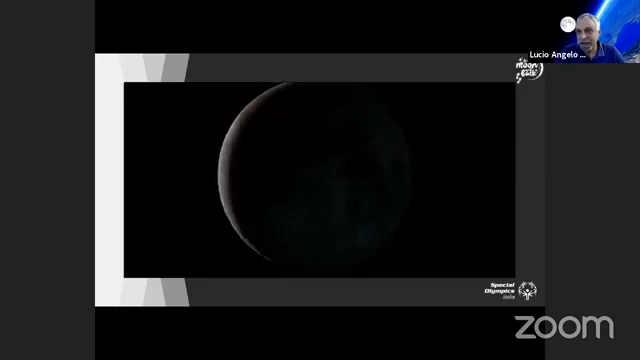 Lucio Angelo ...
moon
Special
Olympics
Italia
zoom